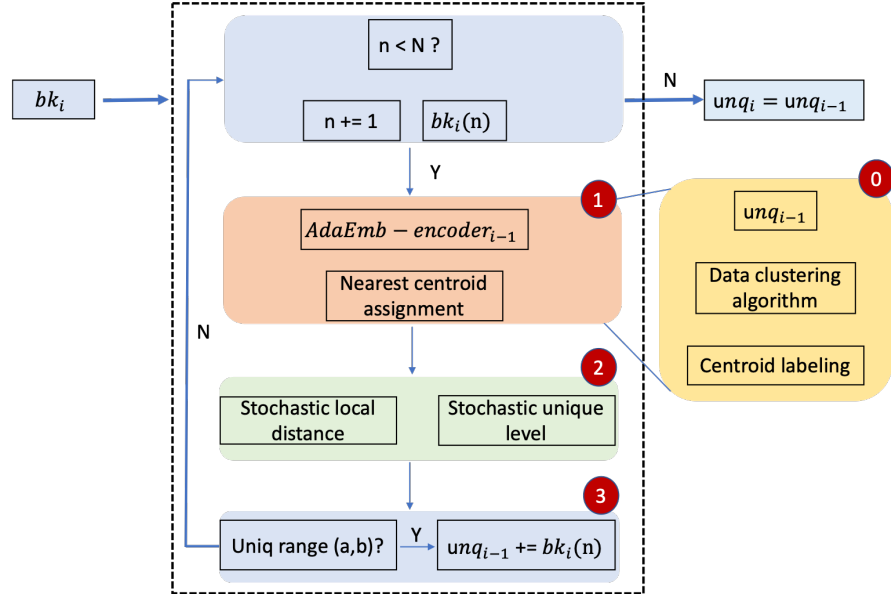 n < N ?
bk_i
N
unq_i = unq_{i-1}
n += 1
bk_i(n)
Y
0
1
unq_{i-1}
AdaEmb − encoder_{i-1}
Data clustering
algorithm
Nearest centroid
assignment
N
Centroid labeling
2
Stochastic local
distance
Stochastic unique
level
3
Uniq range (a,b)?
Y
unq_{i-1} += bk_i(n)